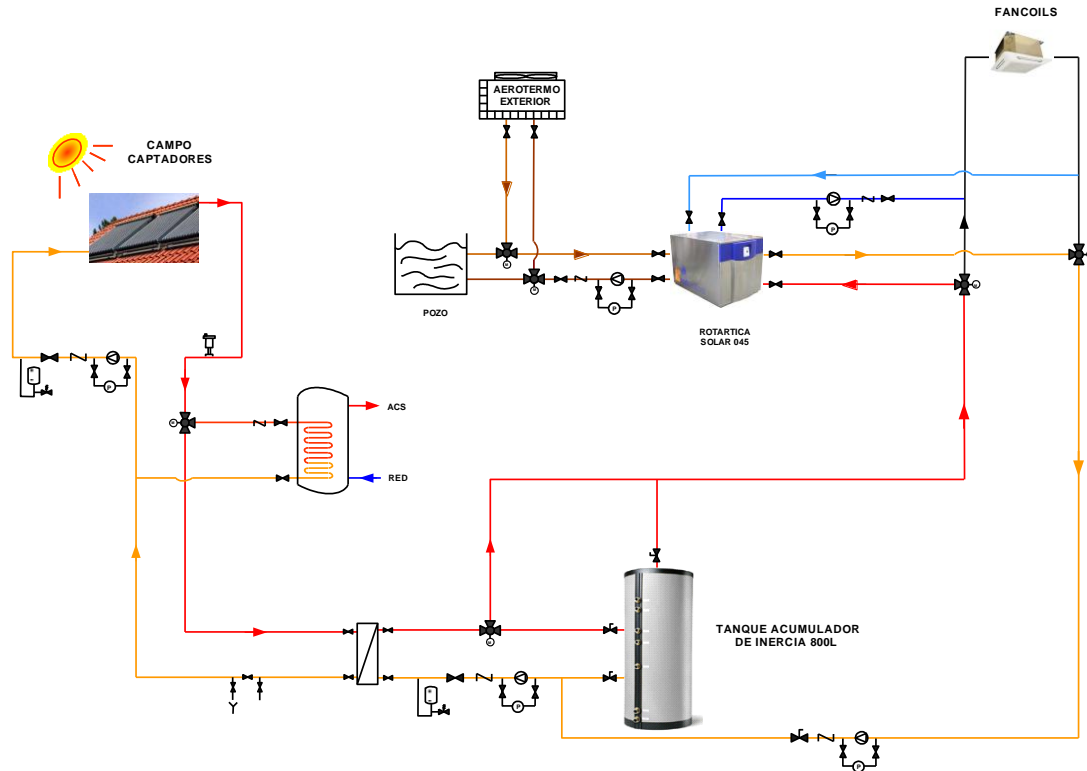 FANCOILS
AEROTERMO
EXTERIOR
CAMPO
CAPTADORES
POZO
P
P
ROTARTICA
SOLAR 045
P
ACS
RED
TANQUE ACUMULADOR
DE INERCIA 800L
P
P